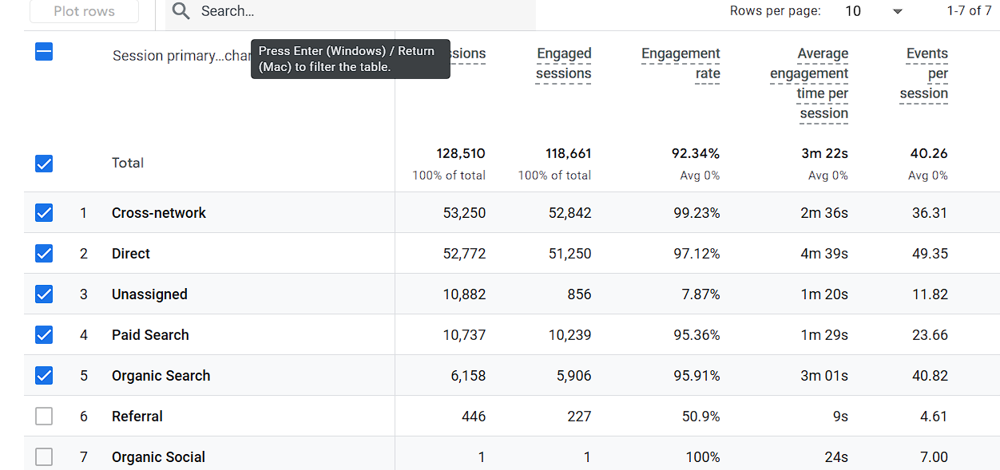 Plot rows
Search…
Rows per page: 10 1-7 of 7
Press Enter (Windows) / Return
(Mac) to filter the table.
Session primary…char
ssions
Engaged
sessions
Engagement
rate
Average
engagement
time per
session
Events
per
session
Total 128,510 118,661 92.34% 3m 22s 40.26
100% of total 100% of total Avg 0% Avg 0% Avg 0%
1 Cross-network 53,250 52,842 99.23% 2m 36s 36.31
2 Direct 52,772 51,250 97.12% 4m 39s 49.35
3 Unassigned 10,882 856 7.87% 1m 20s 11.82
4 Paid Search 10,737 10,239 95.36% 1m 29s 23.66
5 Organic Search 6,158 5,906 95.91% 3m 01s 40.82
6 Referral 446 227 50.9% 9s 4.61
7 Organic Social 1 1 100% 24s 7.00